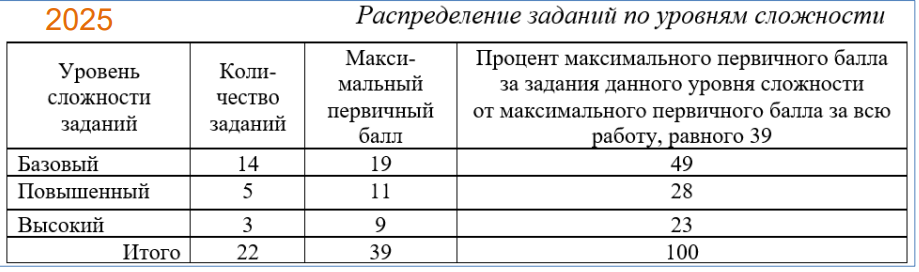 2025
Распределение заданий по уровням сложности
Уровень
сложности
заданий
Коли-
чество
заданий
Макси-
мальный
первичный
балл
Процент максимального первичного балла
за задания данного уровня сложности
от максимального первичного балла за всю
работу, равного 39
Базовый 14 19 49
Повышенный 5 11 28
Высокий 3 9 23
Итого 22 39 100